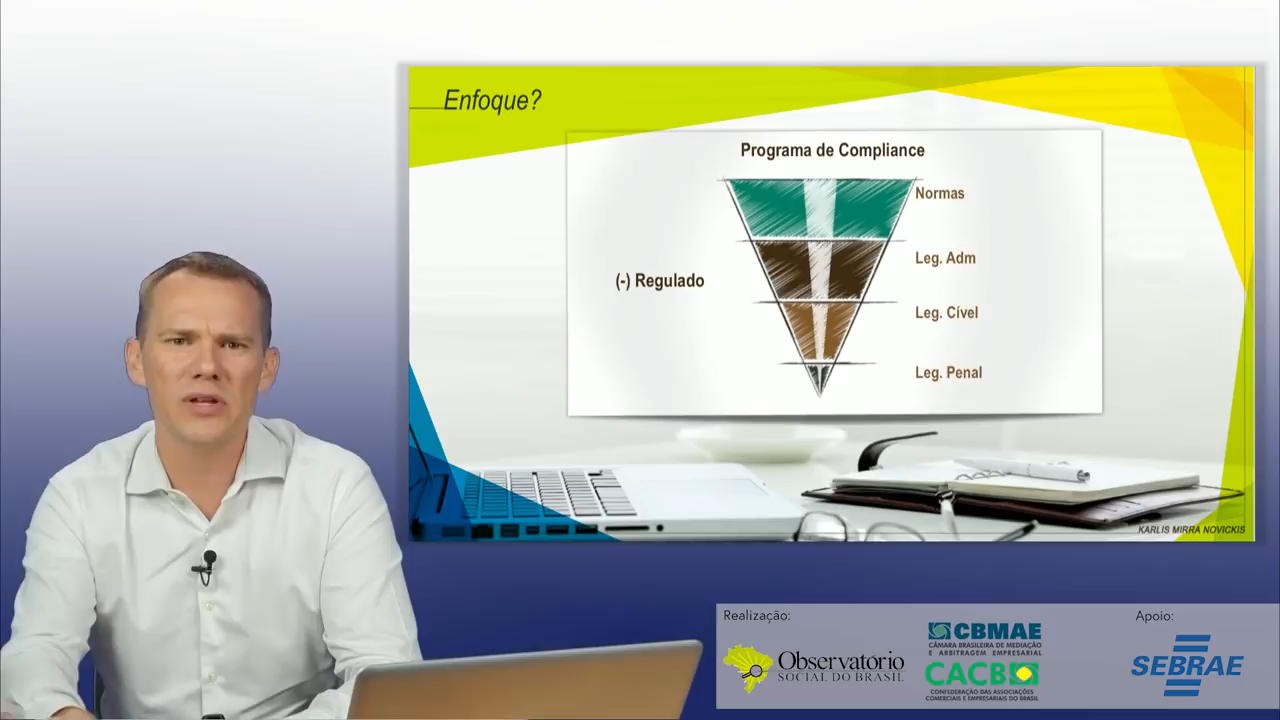 Enfoque?
Programa de Compliance
Normas
Leg. Adm
(-) Regulado
Leg. Cível
Leg. Penal
KARLIS MIRRA NOVICKIS
Realização:
Apoio:
Observatório
SOCIAL DO BRASIL
CBMAE
CÂMARA BRASILEIRA DE MEDIAÇÃO
E ARBITRAGEM EMPRESARIAL
CACB
CONFEDERAÇÃO DAS ASSOCIAÇÕES
COMERCIAIS E EMPRESARIAIS DO BRASIL
SEBRAE